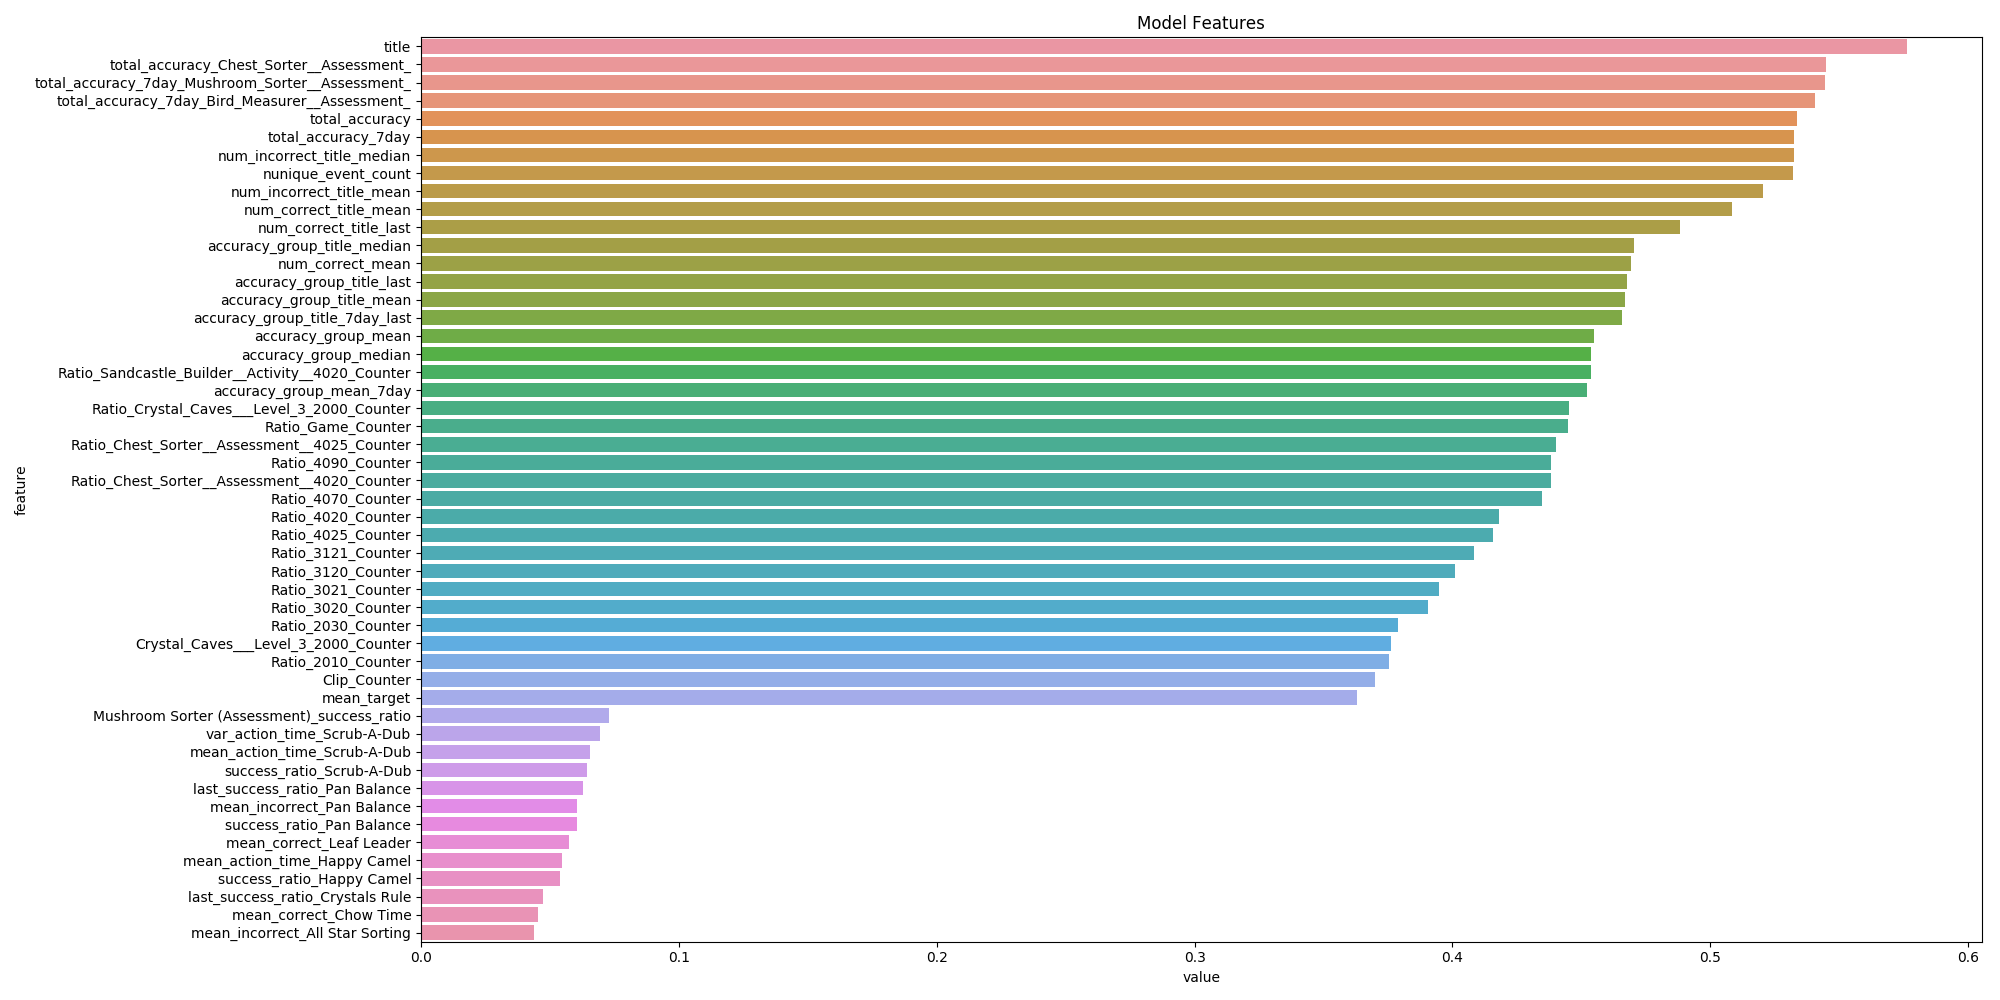 Model Features
title
total_accuracy_Chest_Sorter__Assessment_
total_accuracy_7day_Mushroom_Sorter__Assessment_
total_accuracy_7day_Bird_Measurer__Assessment_
total_accuracy
total_accuracy_7day
num_incorrect_title_median
nunique_event_count
num_incorrect_title_mean
num_correct_title_mean
num_correct_title_last
accuracy_group_title_median
num_correct_mean
accuracy_group_title_last
accuracy_group_title_mean
accuracy_group_title_7day_last
accuracy_group_mean
accuracy_group_median
Ratio_Sandcastle_Builder__Activity__4020_Counter
accuracy_group_mean_7day
Ratio_Crystal_Caves___Level_3_2000_Counter
Ratio_Game_Counter
Ratio_Chest_Sorter__Assessment__4025_Counter
Ratio_4090_Counter
Ratio_Chest_Sorter__Assessment__4020_Counter
Ratio_4070_Counter
Ratio_4020_Counter
Ratio_4025_Counter
Ratio_3121_Counter
Ratio_3120_Counter
Ratio_3021_Counter
Ratio_3020_Counter
Ratio_2030_Counter
Crystal_Caves___Level_3_2000_Counter
Ratio_2010_Counter
Clip_Counter
mean_target
Mushroom Sorter (Assessment)_success_ratio
var_action_time_Scrub-A-Dub
mean_action_time_Scrub-A-Dub
success_ratio_Scrub-A-Dub
last_success_ratio_Pan Balance
mean_incorrect_Pan Balance
success_ratio_Pan Balance
mean_correct_Leaf Leader
mean_action_time_Happy Camel
success_ratio_Happy Camel
last_success_ratio_Crystals Rule
mean_correct_Chow Time
mean_incorrect_All Star Sorting
feature
0.0 0.1 0.2 0.3 0.4 0.5 0.6
value